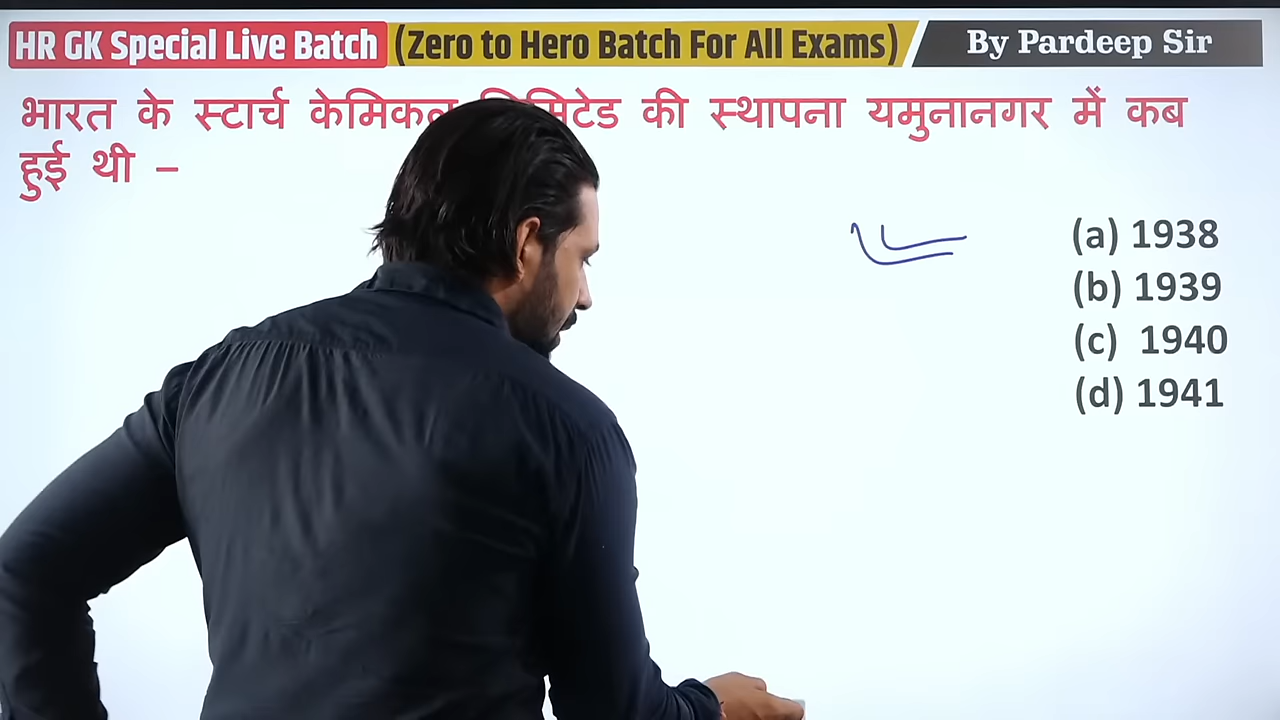 HR GK Special Live Batch (Zero to Hero Batch For All Exams) By Pardeep Sir
भारत के स्टार्च केमिकल लिमिटेड की स्थापना यमुनानगर में कब
हुई थी –
(a) 1938
(b) 1939
(c) 1940
(d) 1941